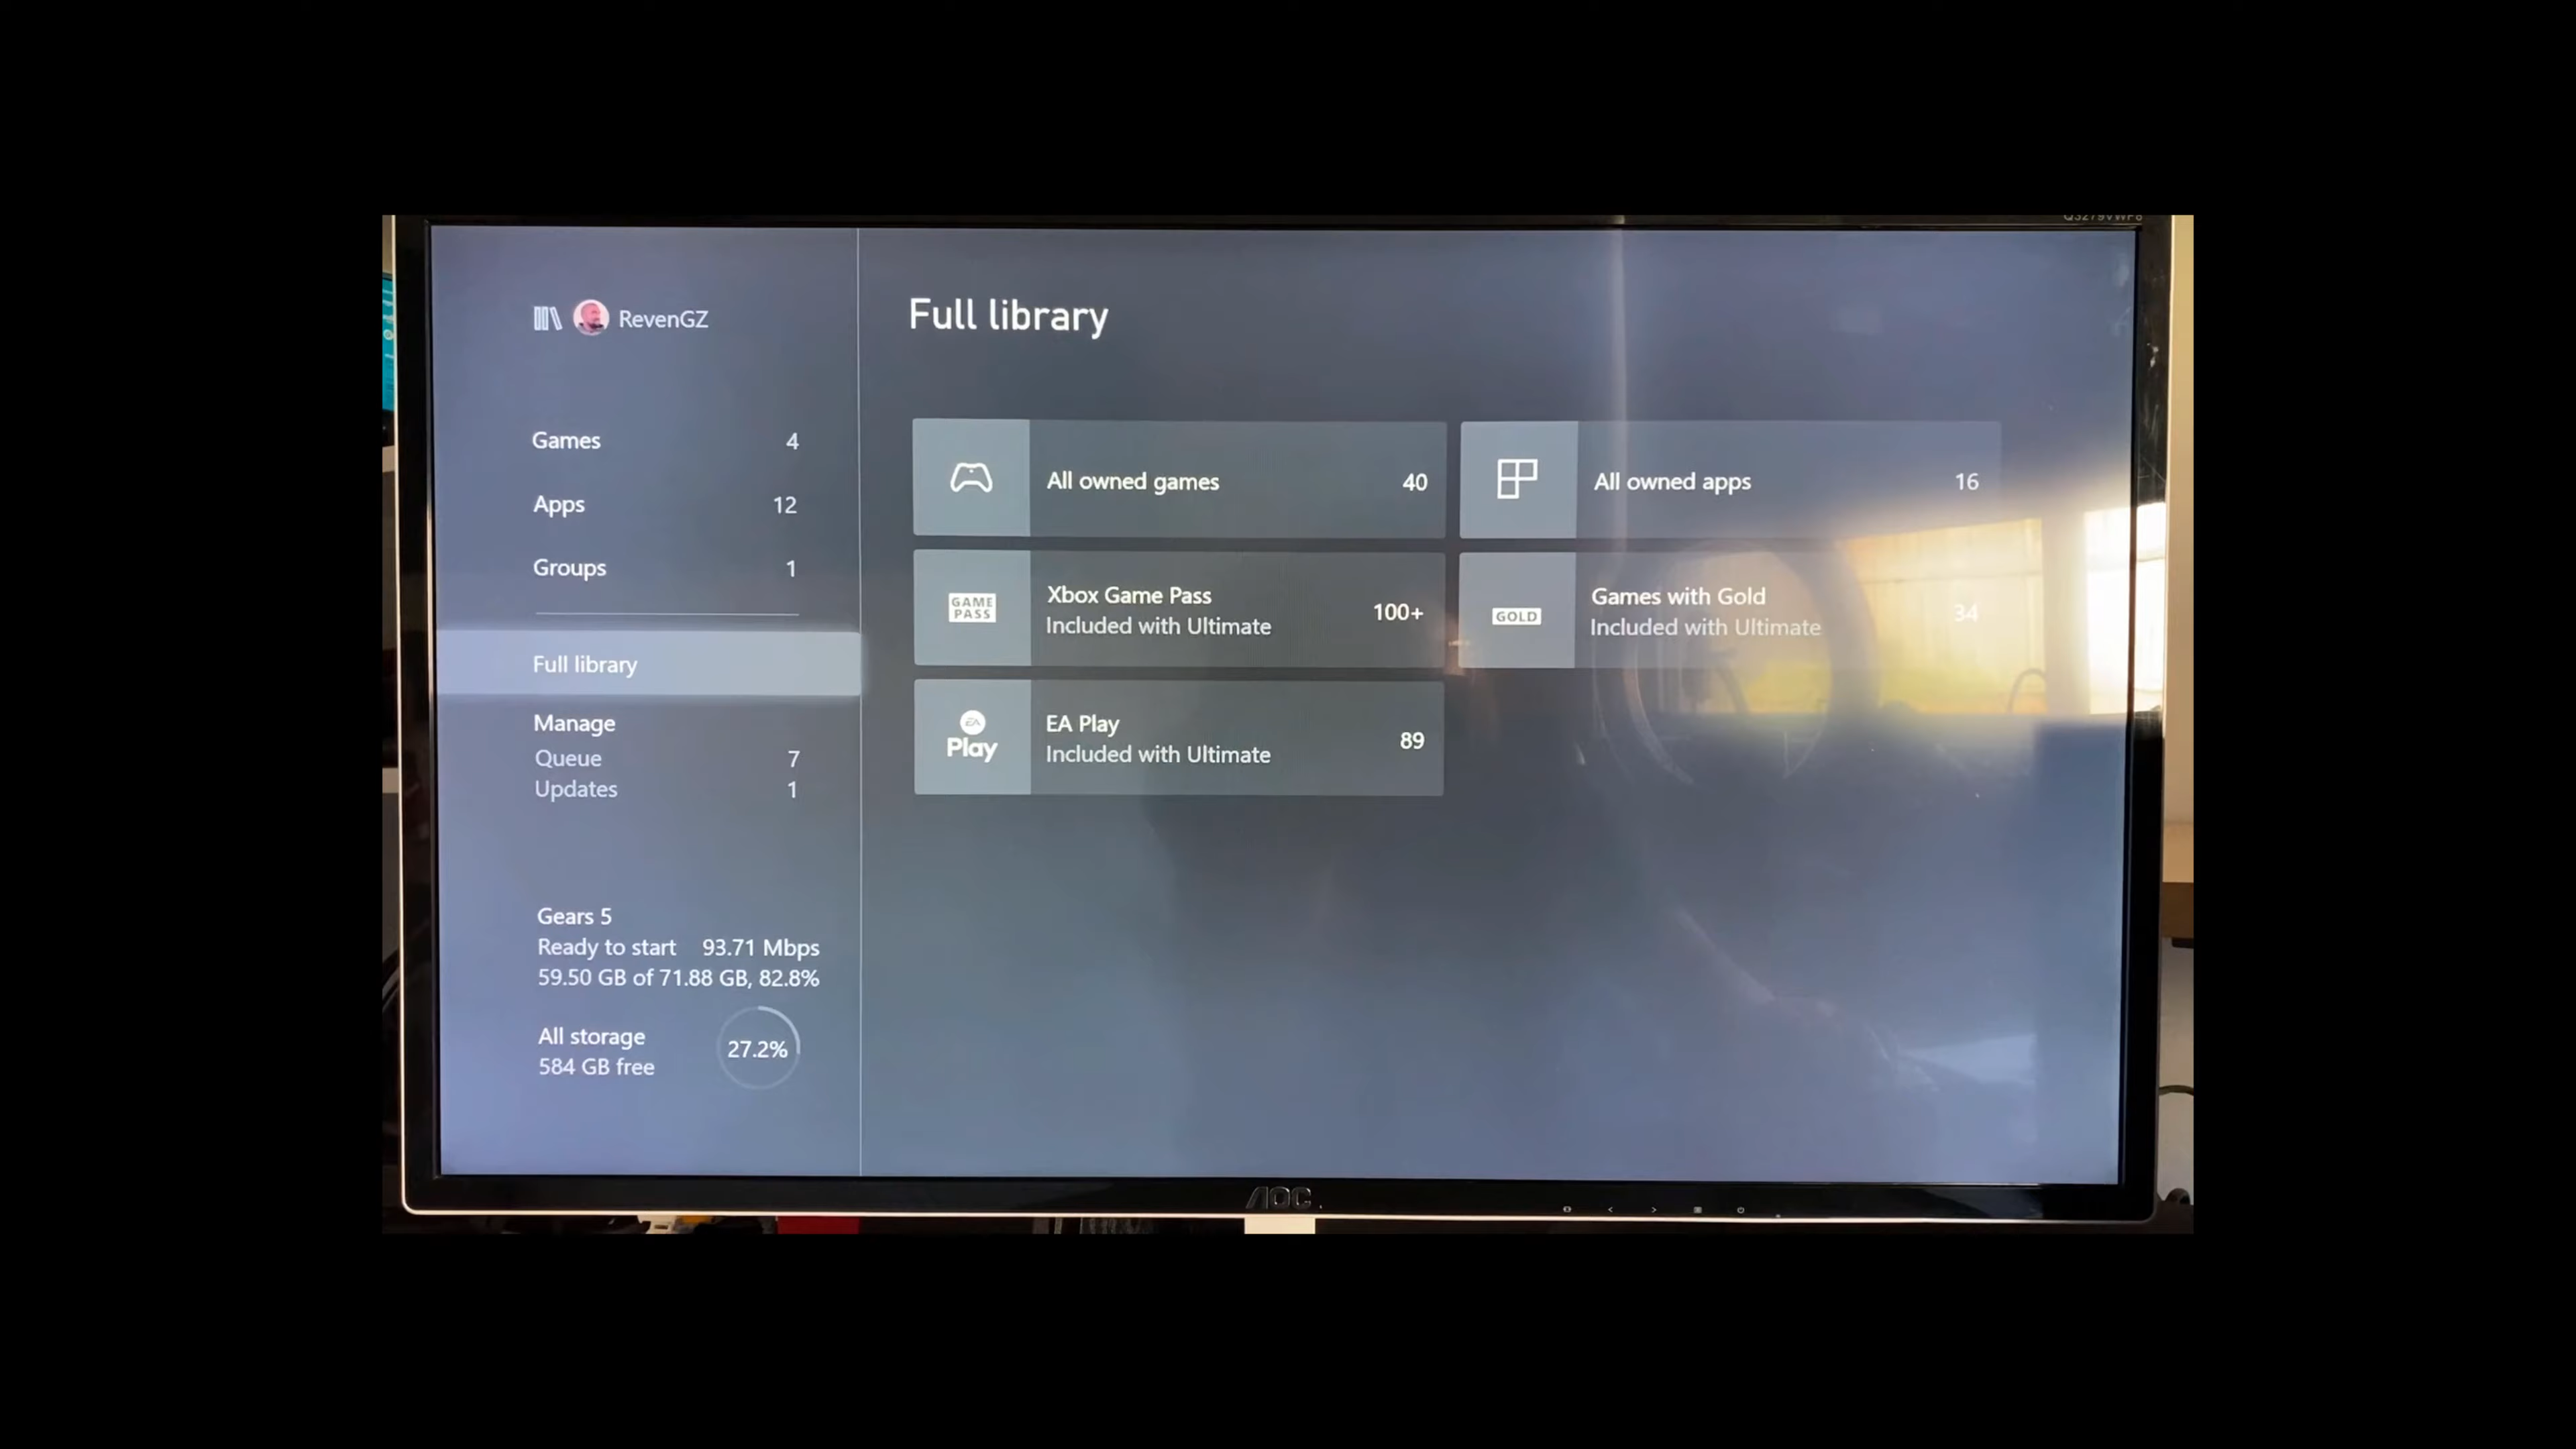 RevenGZ
Games 4
Apps 12
Groups 1
Full library
Manage
Queue 7
Updates 1
Gears 5
Ready to start 93.71 Mbps
59.50 GB of 71.88 GB, 82.8%
All storage
584 GB free
27.2%
Full library
All owned games 40
All owned apps 16
GAME
PASS
Xbox Game Pass
Included with Ultimate
100+
GOLD
Games with Gold
Included with Ultimate
34
EA
Play
EA Play
Included with Ultimate
89
AOC